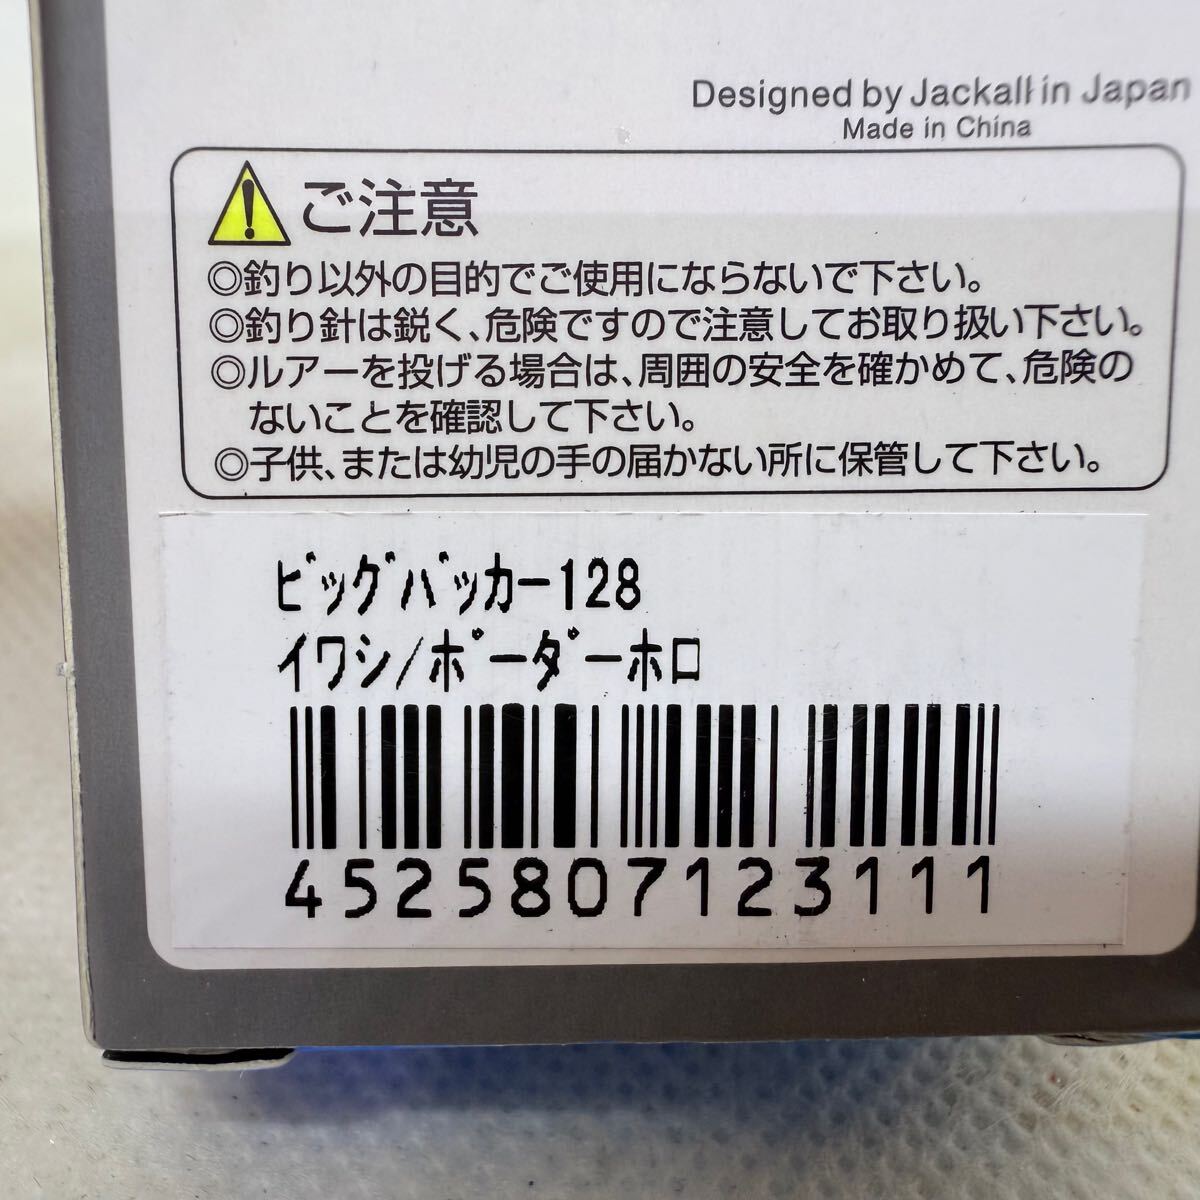 Designed by Jackall in Japan
Made in China
ご注意
◎釣り以外の目的でご使用にならないで下さい。
◎釣り針は鋭く、危険ですので注意してお取り扱い下さい。
◎ルアーを投げる場合は、周囲の安全を確かめて、危険の
ないことを確認して下さい。
◎子供、または幼児の手の届かない所に保管して下さい。
ﾋﾞｯｸﾞﾊﾞｯｶｰ128
ｲﾜｼ/ﾎﾞｰﾀﾞｰﾎﾛ
4525807123111